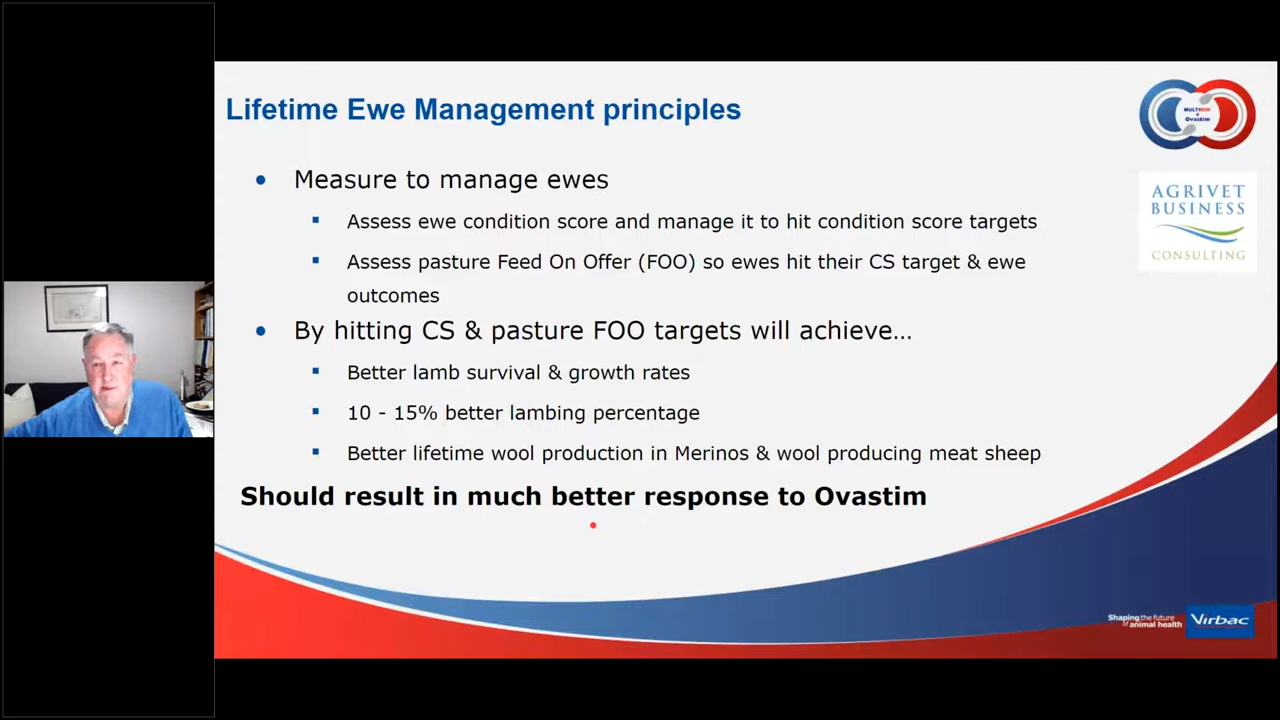 Lifetime Ewe Management principles
MULTIMIN
+
OVASTIM
AGRIVET
BUSINESS
CONSULTING
• Measure to manage ewes
▪ Assess ewe condition score and manage it to hit condition score targets
▪ Assess pasture Feed On Offer (FOO) so ewes hit their CS target & ewe
outcomes
• By hitting CS & pasture FOO targets will achieve…
▪ Better lamb survival & growth rates
▪ 10 - 15% better lambing percentage
▪ Better lifetime wool production in Merinos & wool producing meat sheep
Should result in much better response to Ovastim
Shaping the future
of animal health
Virbac